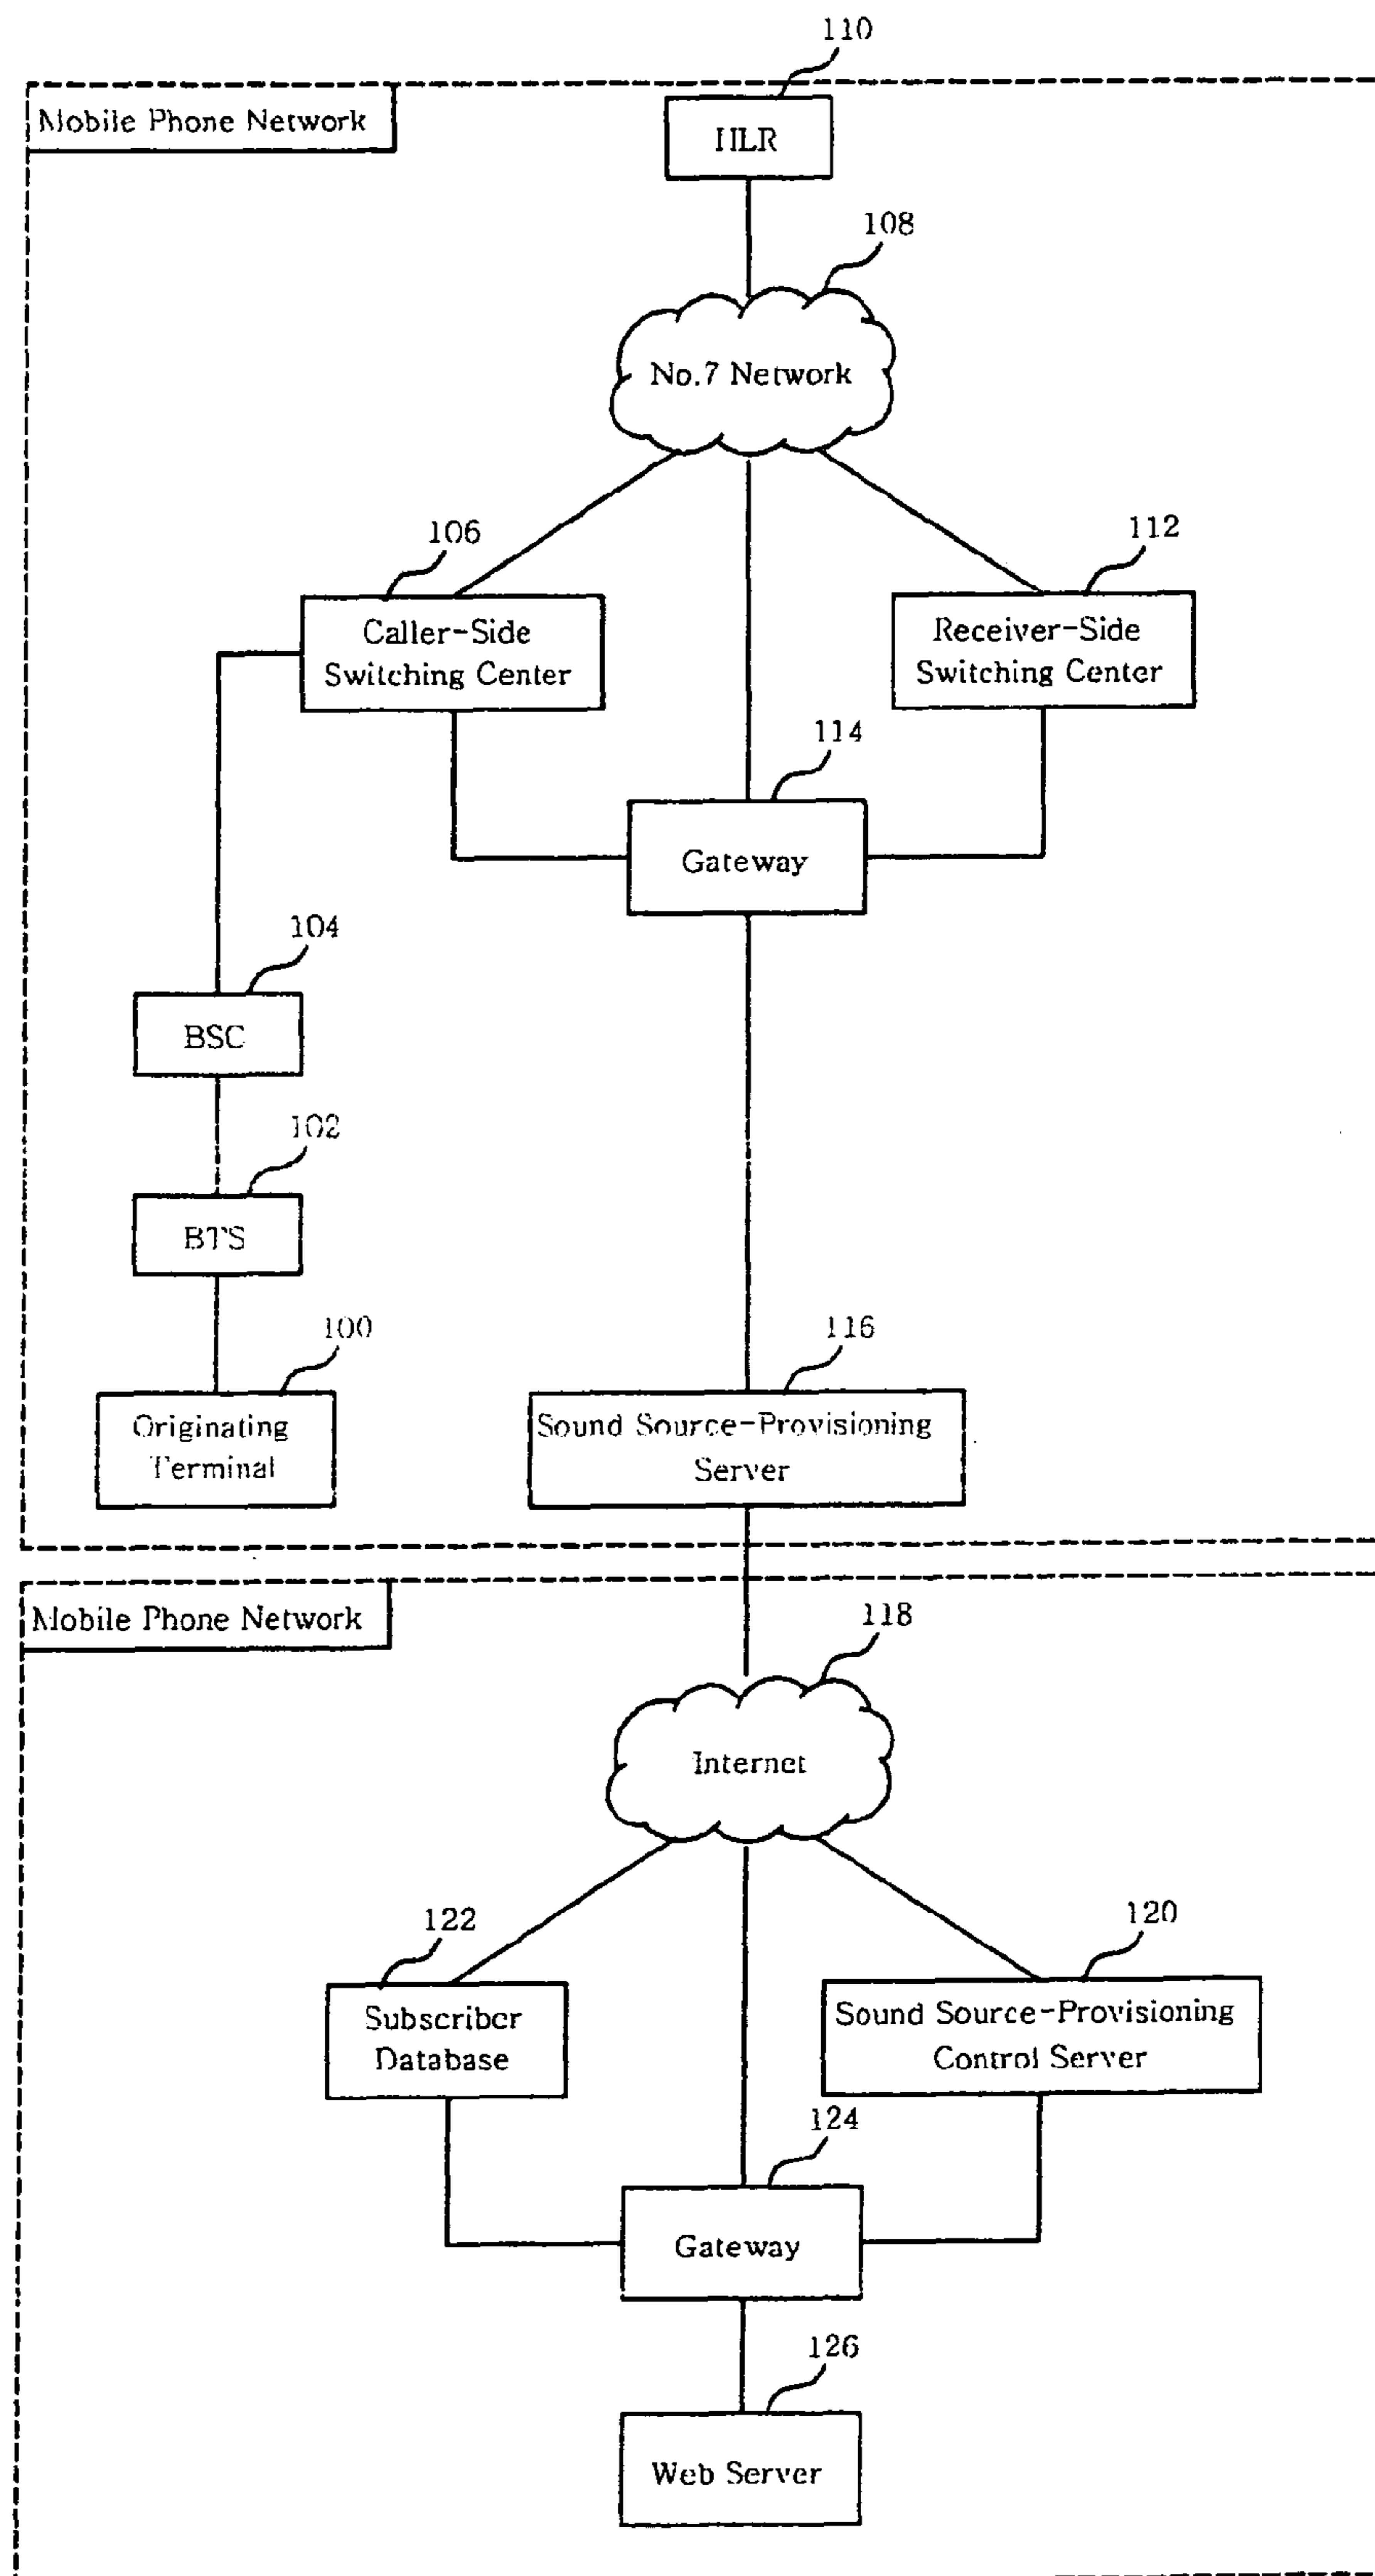 110
Mobile Phone Network
HLR
108
No.7 Network
106
112
Caller-Side
Switching Center
Receiver-Side
Switching Center
114
Gateway
104
BSC
102
BTS
100
116
Originating
Terminal
Sound Source-Provisioning
Server
Mobile Phone Network
118
Internet
122
120
Subscriber
Database
Sound Source-Provisioning
Control Server
124
Gateway
126
Web Server